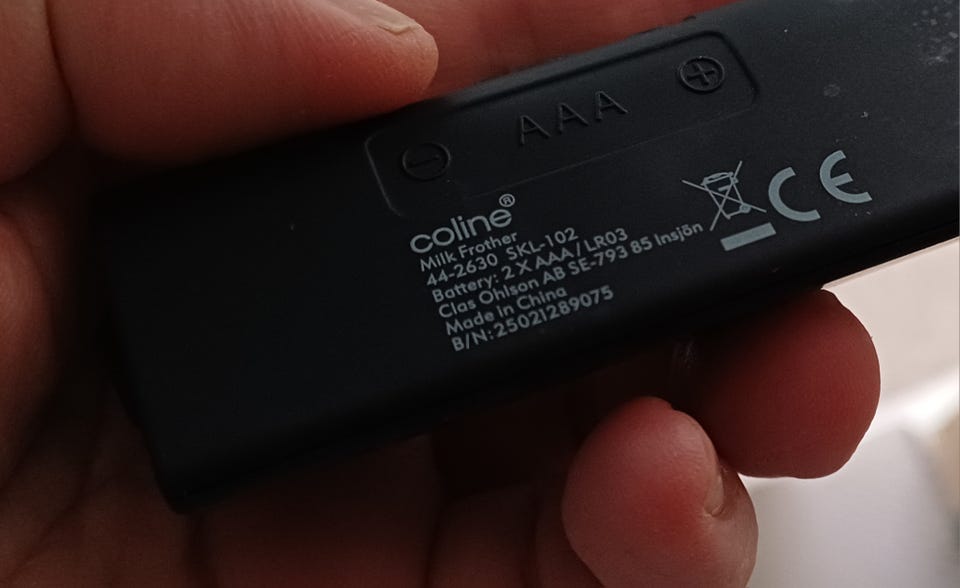 AAA
coline®
Milk Frother
44-2630 SKL-102
Battery: 2 X AAA / LR03
Clas Ohlson AB SE-793 85 Insjön
Made in China
B/N: 25021289075
CE